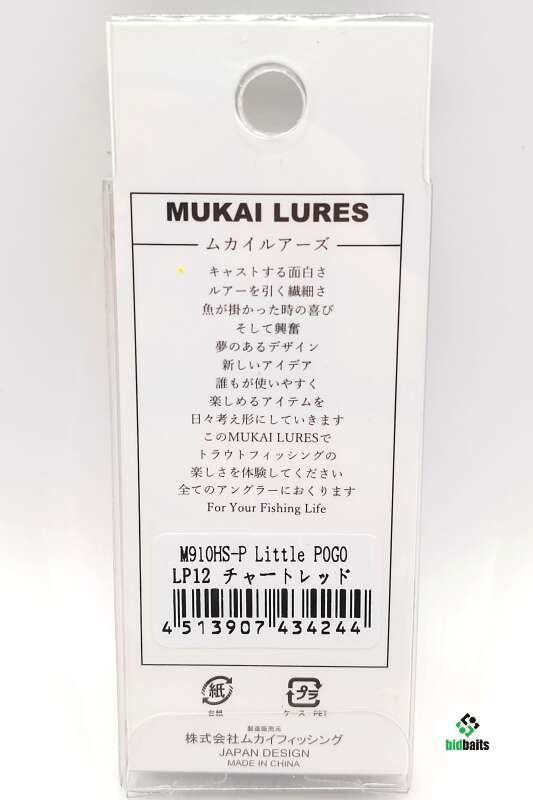 MUKAI LURES
ムカイルアーズ
キャストする面白さ
ルアーを引く繊細さ
魚が掛かった時の喜び
そして興奮
夢のあるデザイン
新しいアイデア
誰もが使いやすく
楽しめるアイテムを
日々考え形にしていきます
このMUKAI LURESで
トラウトフィッシングの
楽しさを体験してください
全てのアングラーにおくります
For Your Fishing Life
M910HS-P Little POGO
LP12 チャートレッド
4 513907 434244
紙 プラ
台紙 ケース:PET
製造販売元
株式会社ムカイフィッシング
JAPAN DESIGN
MADE IN CHINA
bidbaits